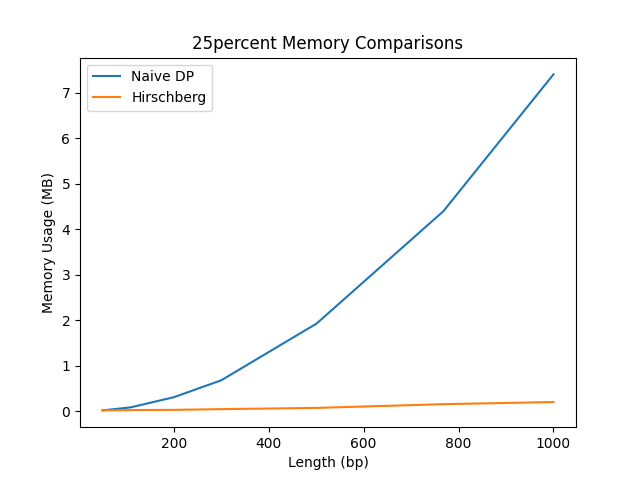 25percent Memory Comparisons
Naive DP
Hirschberg
Memory Usage (MB)
7
6
5
4
3
2
1
0
200 400 600 800 1000
Length (bp)